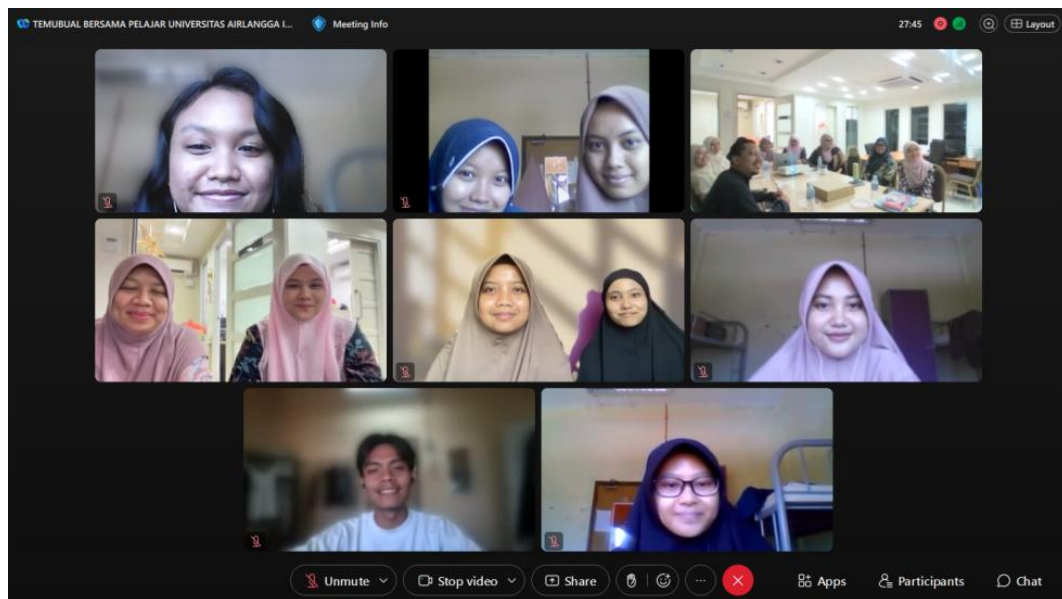 TEMUBUAL BERSAMA PELAJAR UNIVERSITAS AIRLANGGA I...
Meeting Info
27:45
Layout
Unmute
Stop video
Share
Apps
Participants
Chat